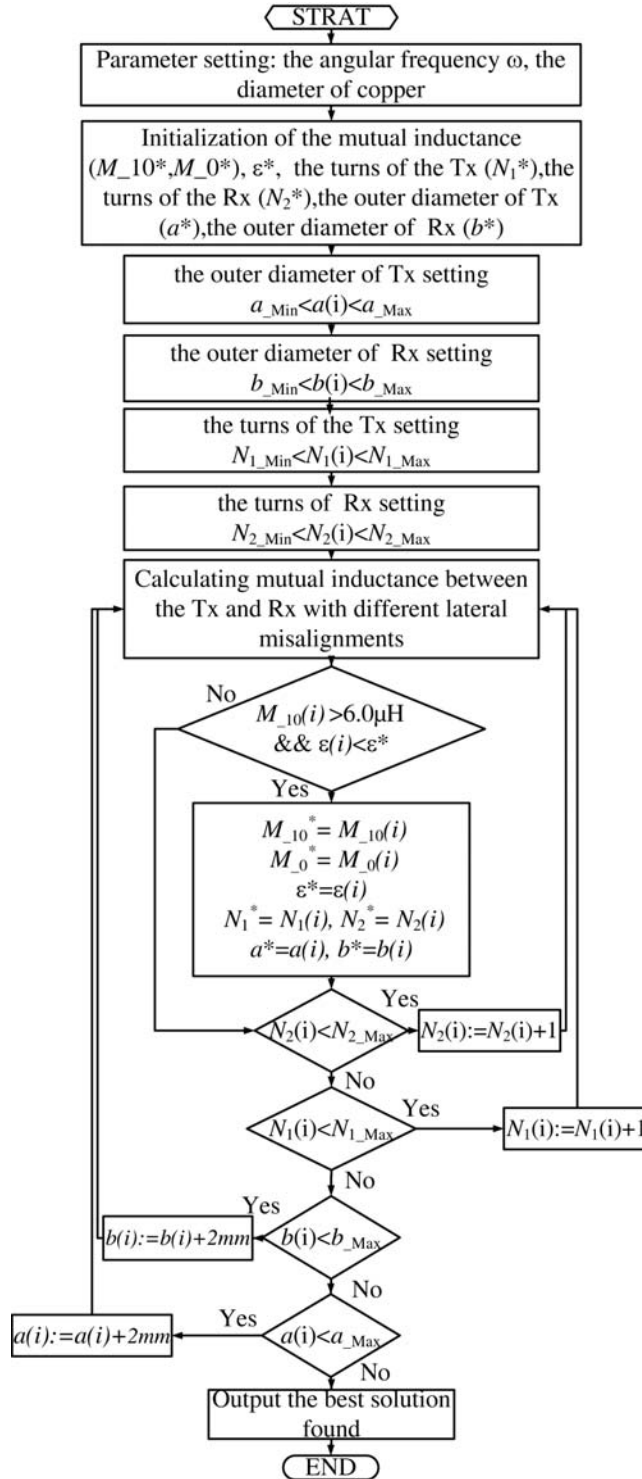 STRAT
Parameter setting: the angular frequency ω, the
diameter of copper
Initialization of the mutual inductance
(M_10*,M_0*), ε*, the turns of the Tx (N₁*),the
turns of the Rx (N₂*),the outer diameter of Tx
(a*),the outer diameter of Rx (b*)
the outer diameter of Tx setting
a_Min<a(i)<a_Max
the outer diameter of Rx setting
b_Min<b(i)<b_Max
the turns of the Tx setting
N1_Min<N1(i)<N1_Max
the turns of Rx setting
N2_Min<N2(i)<N2_Max
Calculating mutual inductance between
the Tx and Rx with different lateral
misalignments
No
M_10(i)>6.0μH
&& ε(i)<ε*
Yes
M_10*= M_10(i)
M_0*= M_0(i)
ε*=ε(i)
N1*= N1(i), N2*= N2(i)
a*=a(i), b*=b(i)
N2(i)<N2_Max
Yes
N2(i):=N2(i)+1
No
N1(i)<N1_Max
Yes
N1(i):=N1(i)+1
No
b(i)<b_Max
Yes
b(i):=b(i)+2mm
No
a(i)<a_Max
Yes
a(i):=a(i)+2mm
No
Output the best solution
found
END